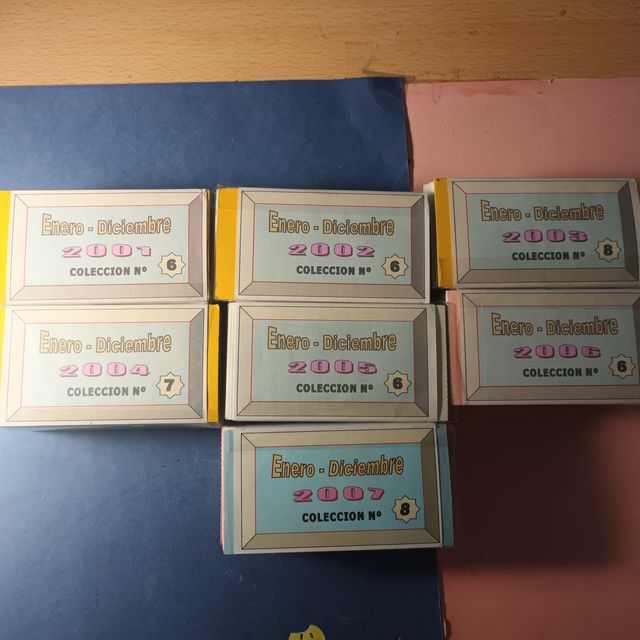 Enero - Diciembre
2001
COLECCION Nº 6
Enero - Diciembre
2002
COLECCION Nº 6
Enero - Diciembre
2003
COLECCION Nº 8
Enero - Diciembre
2004
COLECCION Nº 7
Enero - Diciembre
2005
COLECCION Nº 6
Enero - Diciembre
2006
COLECCION Nº 6
Enero - Diciembre
2007
COLECCION Nº 8